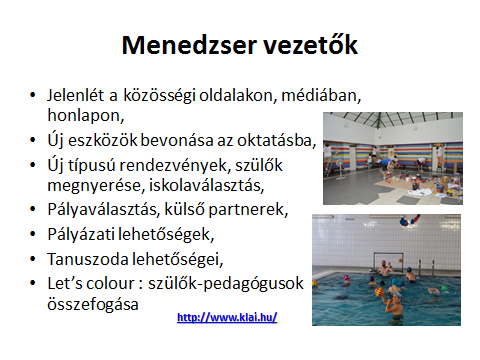 Menedzser vezetők
• Jelenlét a közösségi oldalakon, médiában,
honlapon,
• Új eszközök bevonása az oktatásba,
• Új típusú rendezvények, szülők
megnyerése, iskolaválasztás,
• Pályaválasztás, külső partnerek,
• Pályázati lehetőségek,
• Tanuszoda lehetőségei,
• Let's colour : szülők-pedagógusok
összefogása
http://www.klai.hu/